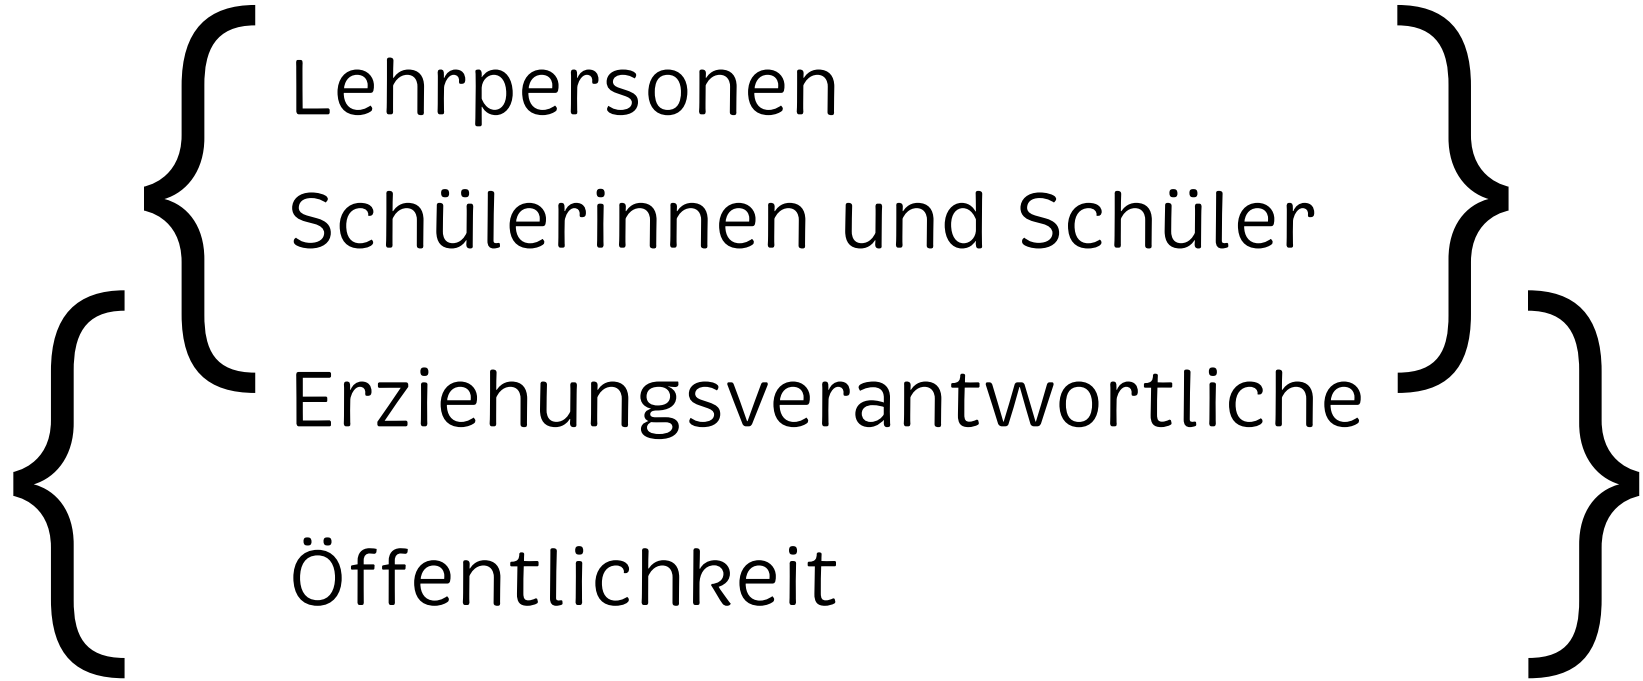 Lehrpersonen
Schülerinnen und Schüler
Erziehungsverantwortliche
Öffentlichkeit